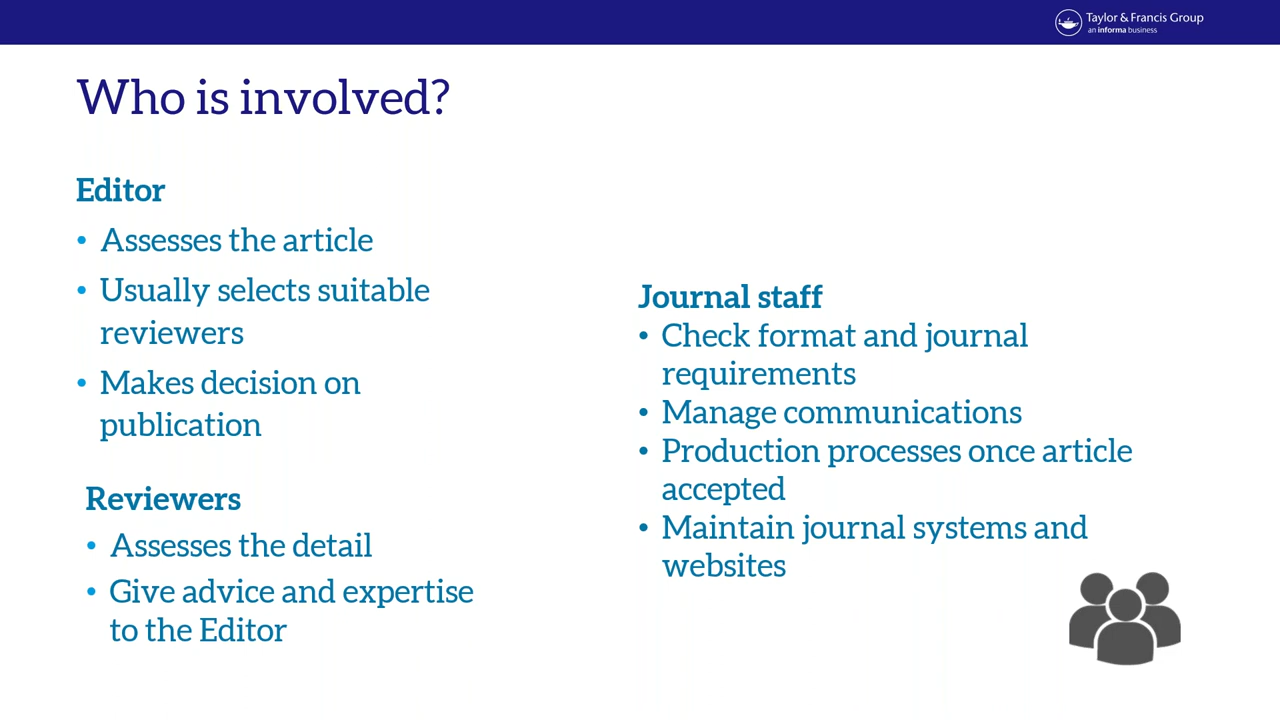 Taylor & Francis Group
an informa business
Who is involved?
Editor
• Assesses the article
• Usually selects suitable
reviewers
• Makes decision on
publication
Reviewers
• Assesses the detail
• Give advice and expertise
to the Editor
Journal staff
• Check format and journal
requirements
• Manage communications
• Production processes once article
accepted
• Maintain journal systems and
websites